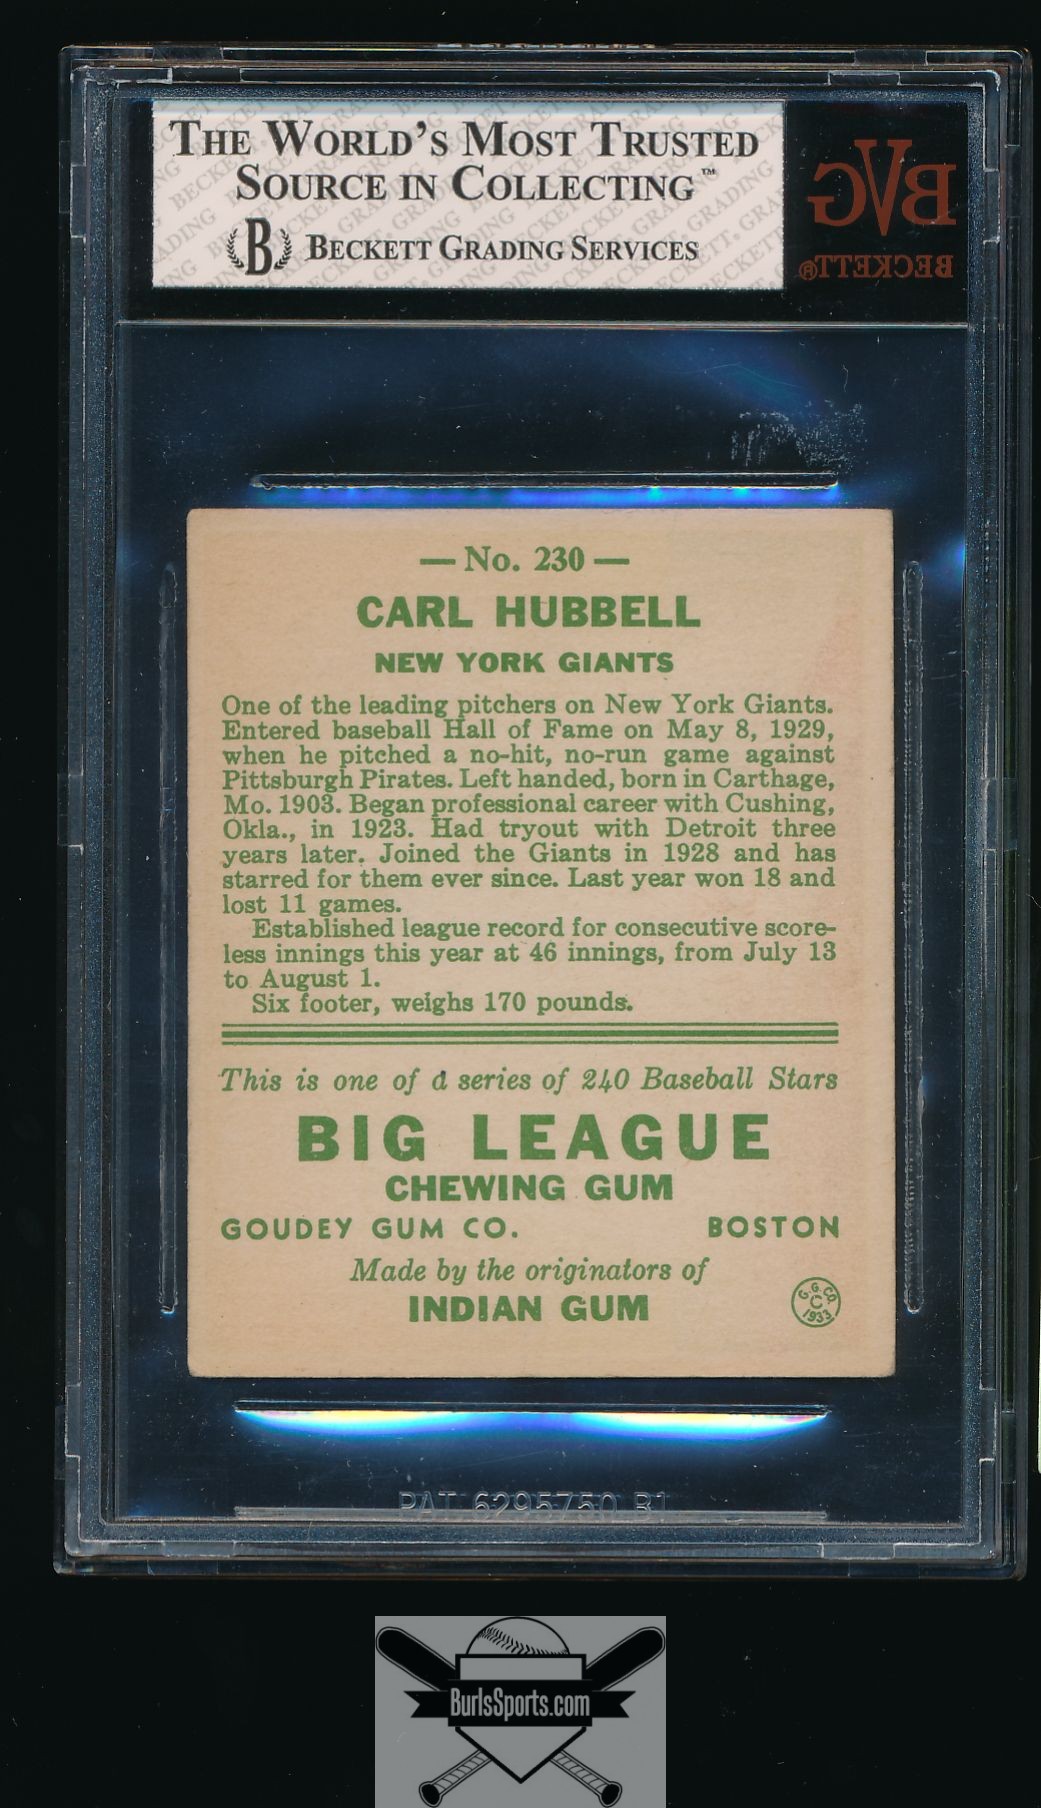 THE WORLD'S MOST TRUSTED
SOURCE IN COLLECTING™
B BECKETT GRADING SERVICES
BVG
BECKETT®
— No. 230 —
CARL HUBBELL
NEW YORK GIANTS
One of the leading pitchers on New York Giants.
Entered baseball Hall of Fame on May 8, 1929,
when he pitched a no-hit, no-run game against
Pittsburgh Pirates. Left handed, born in Carthage,
Mo. 1903. Began professional career with Cushing,
Okla., in 1923. Had tryout with Detroit three
years later. Joined the Giants in 1928 and has
starred for them ever since. Last year won 18 and
lost 11 games.
Established league record for consecutive score-
less innings this year at 46 innings, from July 13
to August 1.
Six footer, weighs 170 pounds.
This is one of a series of 240 Baseball Stars
BIG LEAGUE
CHEWING GUM
GOUDEY GUM CO. BOSTON
Made by the originators of
INDIAN GUM
G. G. CO.
C
1933
PAT 6295750 B1
BurlsSports.com